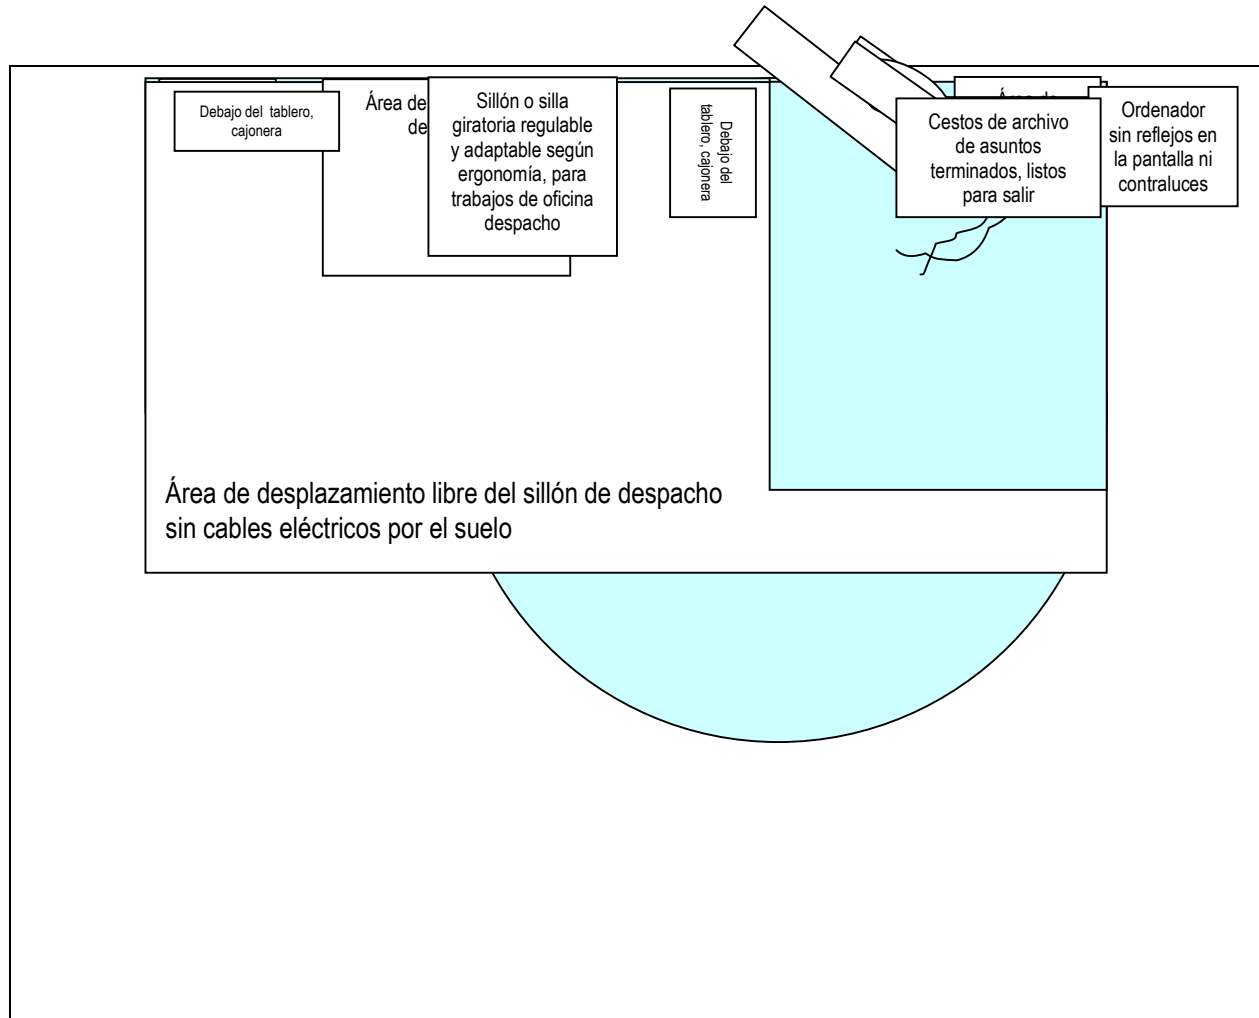 Debajo del tablero,
cajonera
Área de
de
Sillón o silla
giratoria regulable
y adaptable según
ergonomía, para
trabajos de oficina
despacho
Debajo del
tablero, cajonera
Área de
Cestos de archivo
de asuntos
terminados, listos
para salir
Ordenador
sin reflejos en
la pantalla ni
contraluces
Área de desplazamiento libre del sillón de despacho
sin cables eléctricos por el suelo